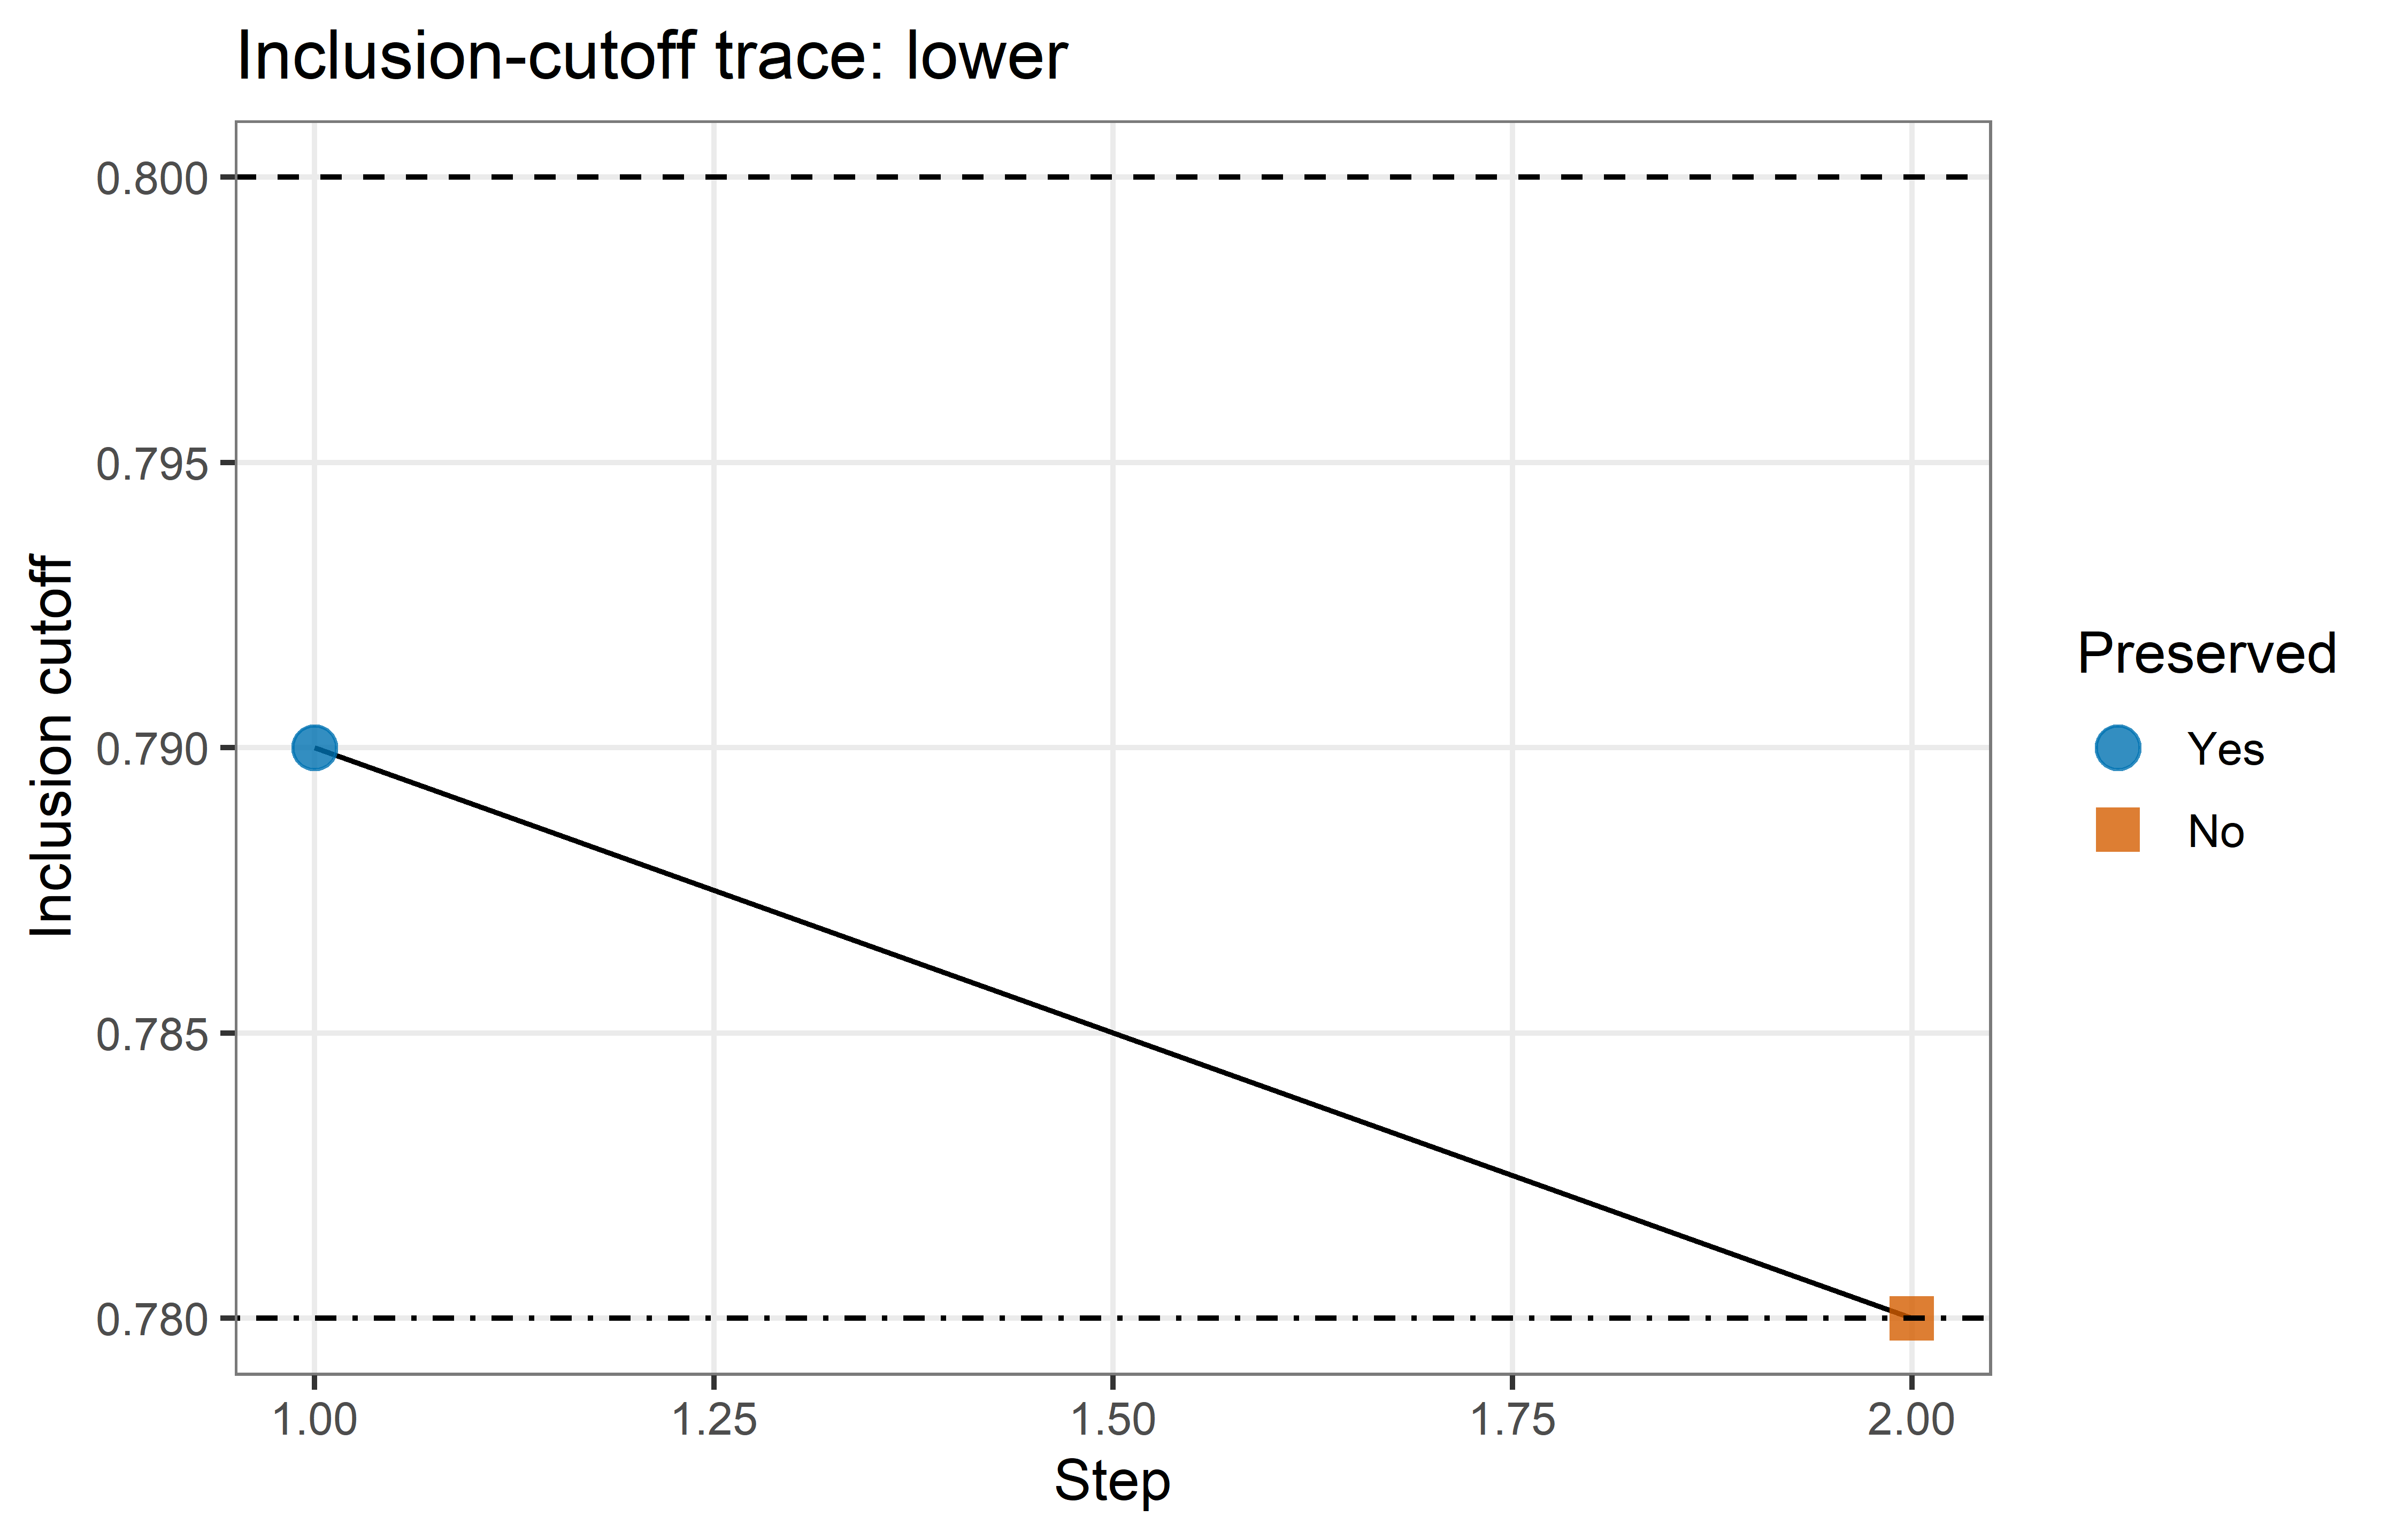 Inclusion-cutoff trace: lower
0.800
0.795
0.790
0.785
0.780
Inclusion cutoff
1.00 1.25 1.50 1.75 2.00
Step
Preserved
Yes
No